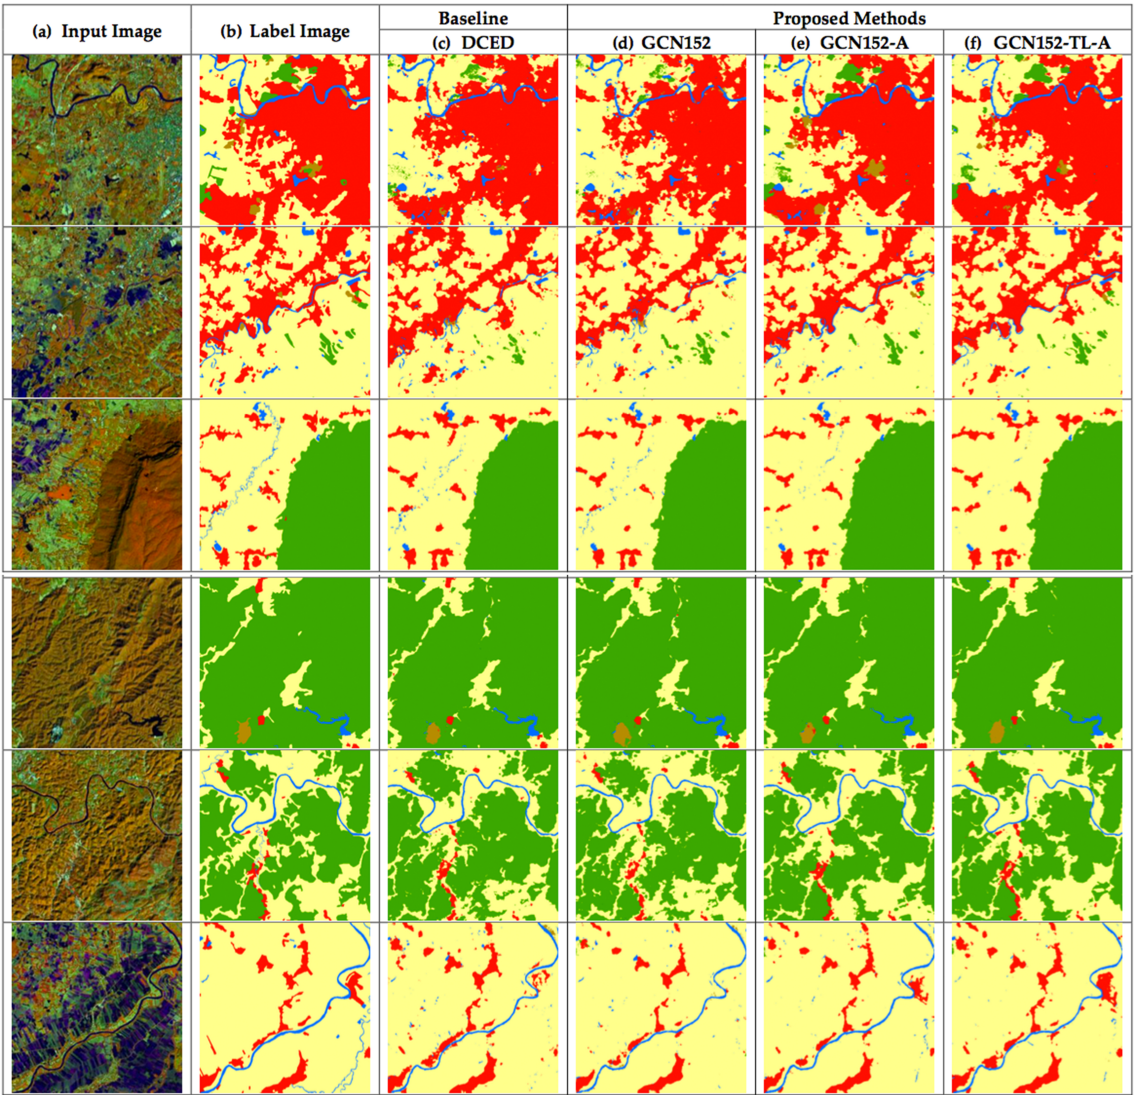 (a) Input Image
(b) Label Image
Baseline
Proposed Methods
(c) DCED
(d) GCN152
(e) GCN152-A
(f) GCN152-TL-A